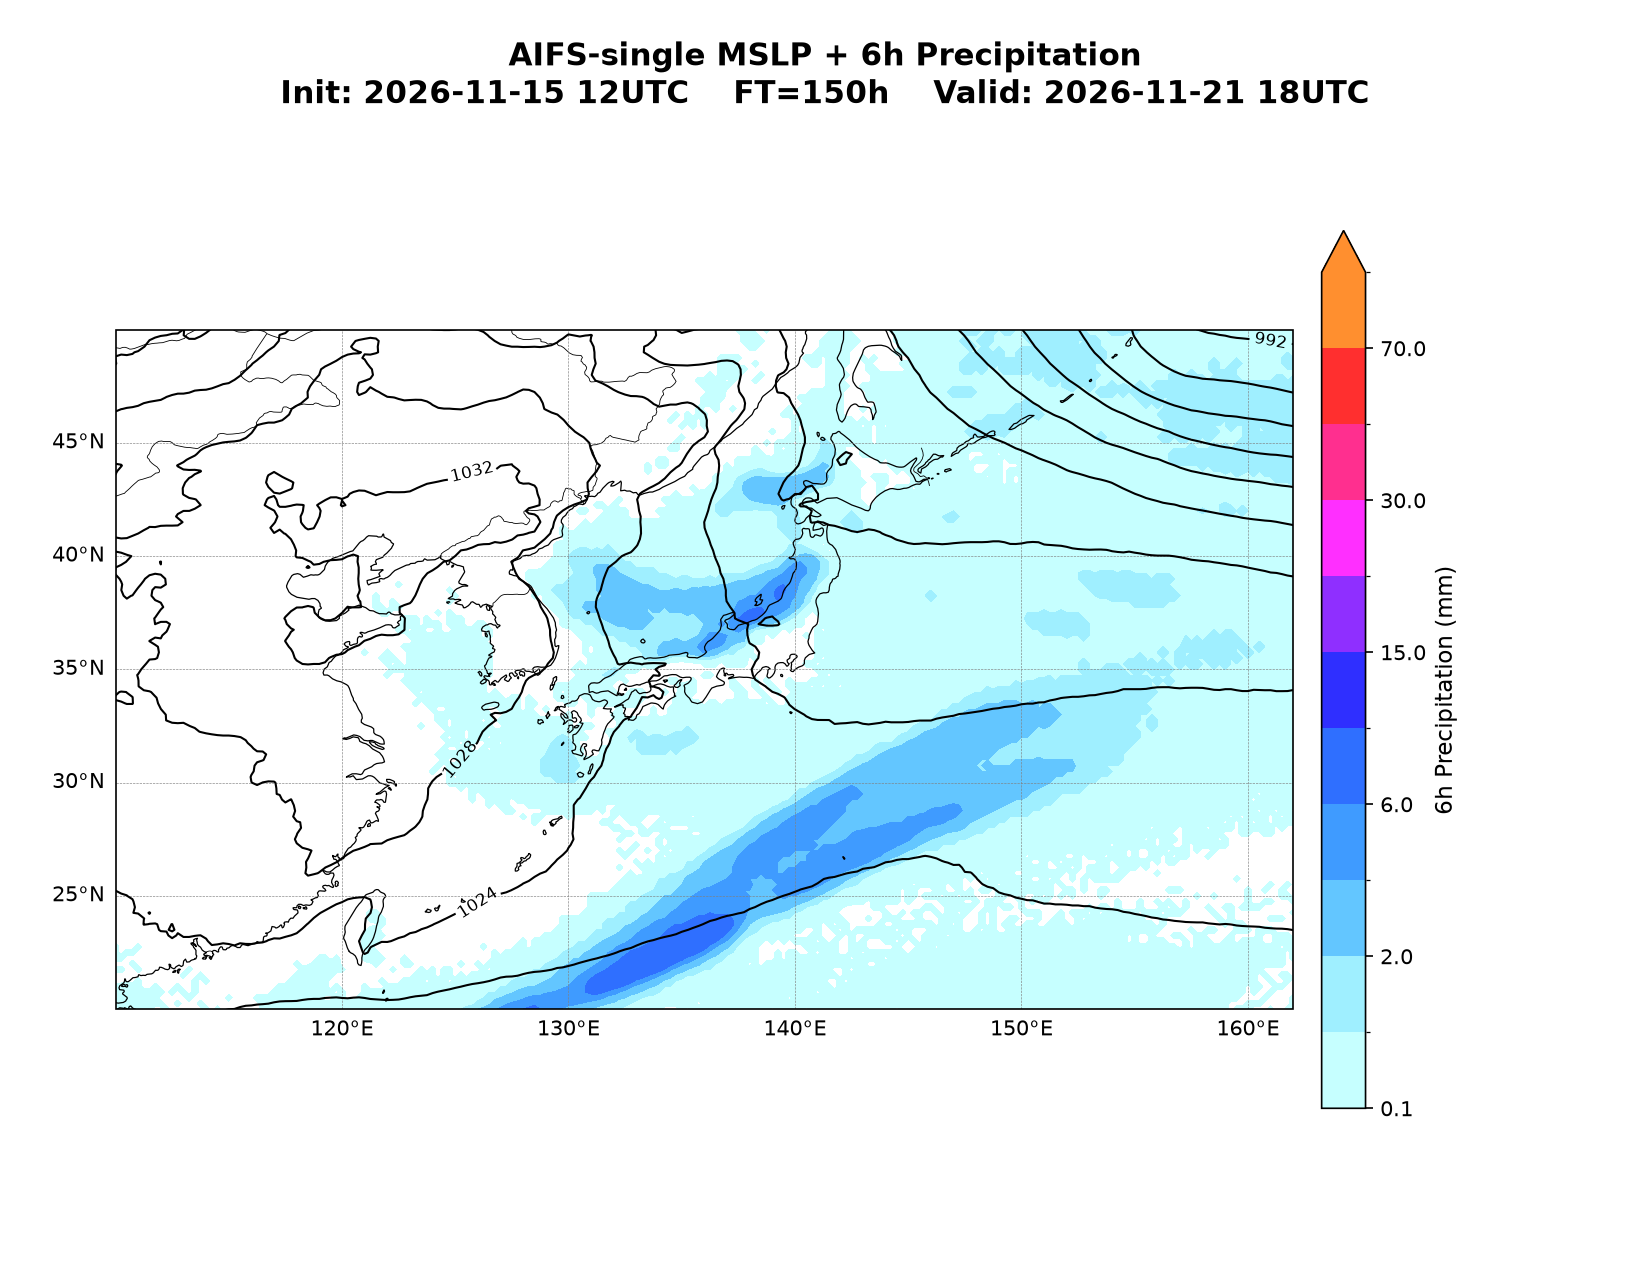 AIFS-single MSLP + 6h Precipitation
Init: 2026-11-15 12UTC    FT=150h    Valid: 2026-11-21 18UTC
992
1032
1028
1024
45°N
40°N
35°N
30°N
25°N
120°E
130°E
140°E
150°E
160°E
70.0
30.0
15.0
6.0
2.0
0.1
6h Precipitation (mm)